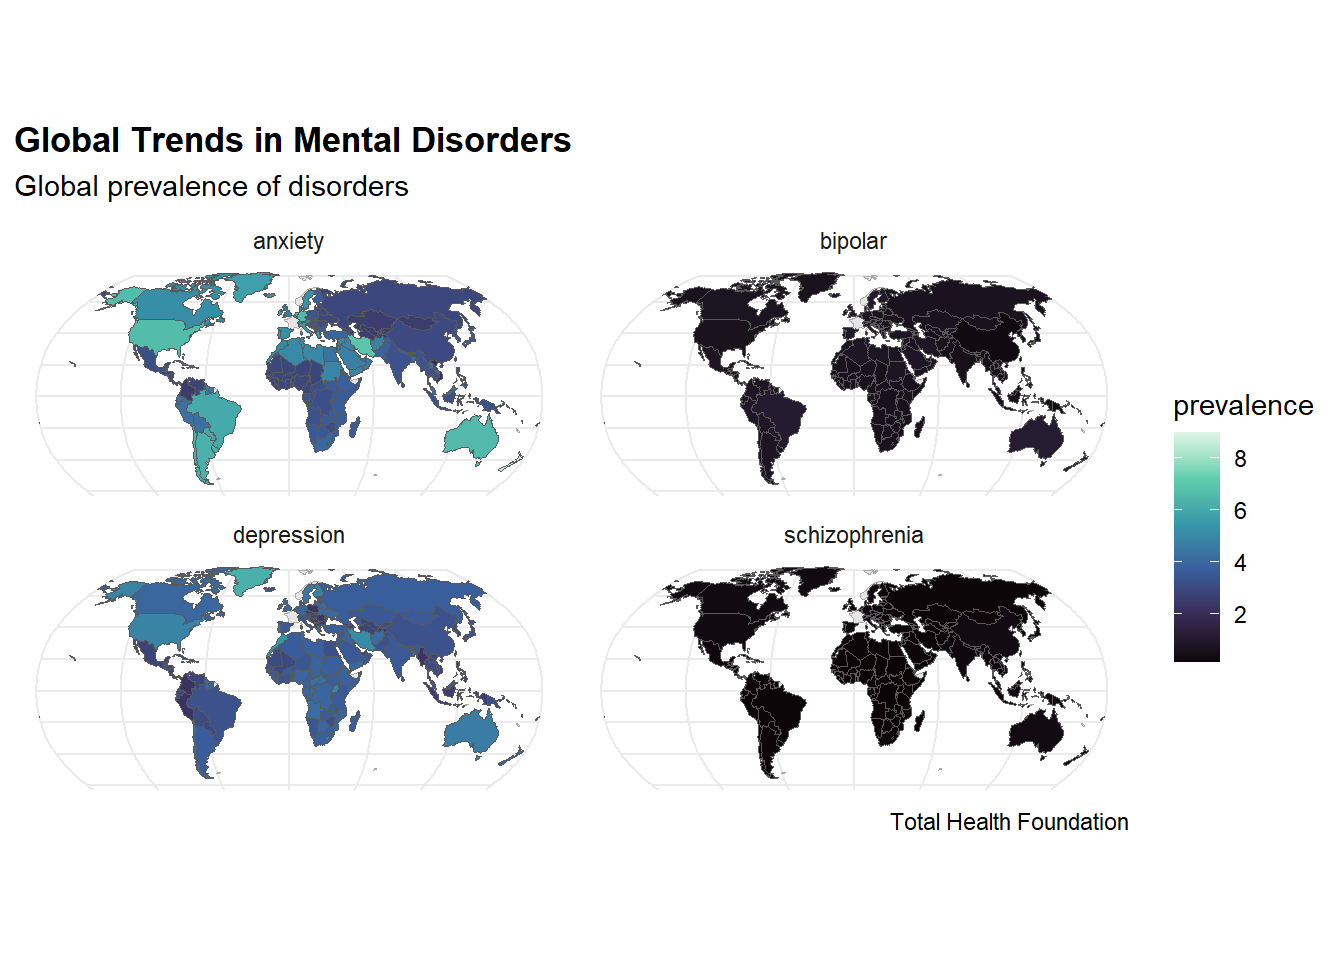 Global Trends in Mental Disorders
Global prevalence of disorders
anxiety
bipolar
depression
schizophrenia
prevalence
8
6
4
2
Total Health Foundation